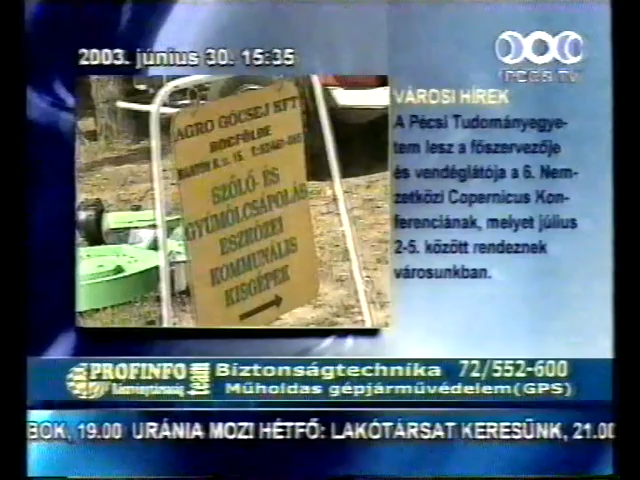 2003. június 30. 15:35
PÉCS TV
AGRO GÖCSEJ KFT
BOCFÖLDE
SZŐLŐ- ÉS
GYÜMÖLCSÁPOLÁS
ESZKÖZEI
KOMMUNÁLIS
KISGÉPEK
VÁROSI HÍREK
A Pécsi Tudományegye-
tem lesz a főszervezője
és vendéglátója a 6. Nem-
zetközi Copernicus Kon-
ferenciának, melyet július
2-5. között rendeznek
városunkban.
PROFINFO team
Részvénytársaság
Biztonságtechnika 72/552-600
Műholdas gépjárművédelem(GPS)
BOK, 19.00 URÁNIA MOZI HÉTFŐ: LAKÓTÁRSAT KERESÜNK, 21.00